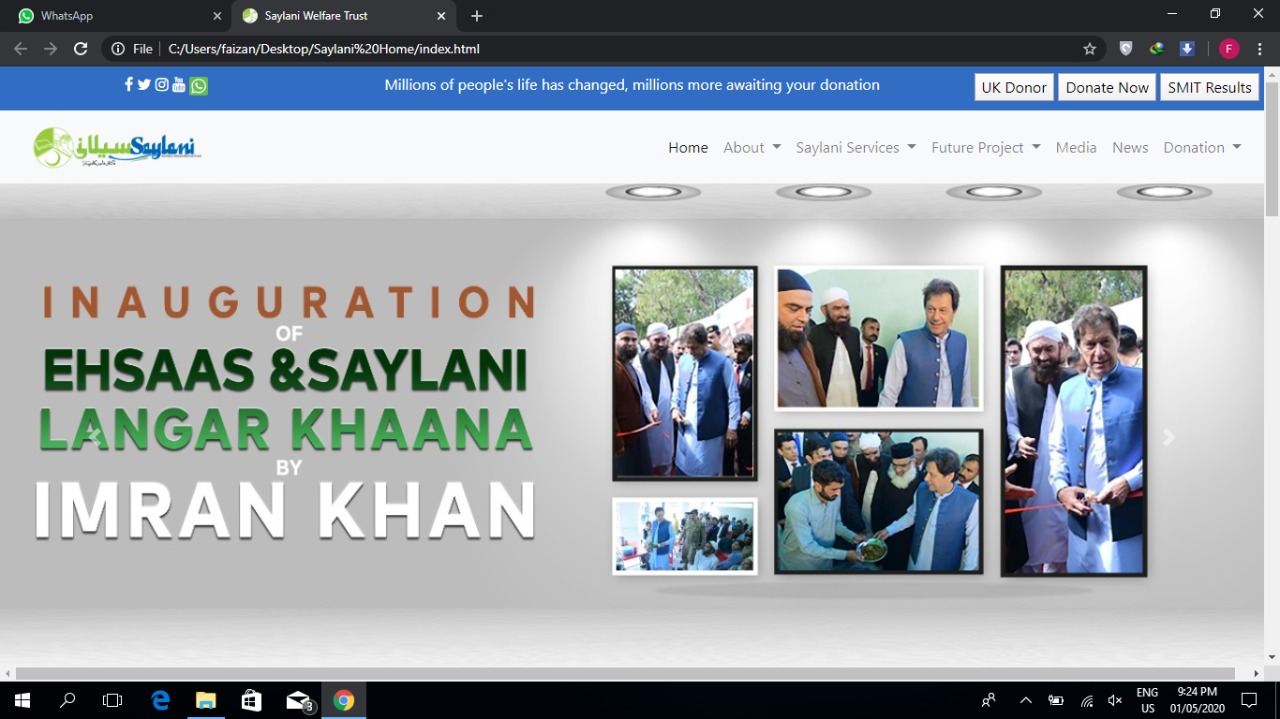 WhatsApp
Saylani Welfare Trust
File
C:/Users/faizan/Desktop/Saylani%20Home/index.html
F
Millions of people's life has changed, millions more awaiting your donation
UK Donor
Donate Now
SMIT Results
سیلانی Saylani
Home
About
Saylani Services
Future Project
Media
News
Donation
INAUGURATION
OF
EHSAAS &SAYLANI
LANGAR KHAANA
BY
IMRAN KHAN
3
ENG
US
9:24 PM
01/05/2020